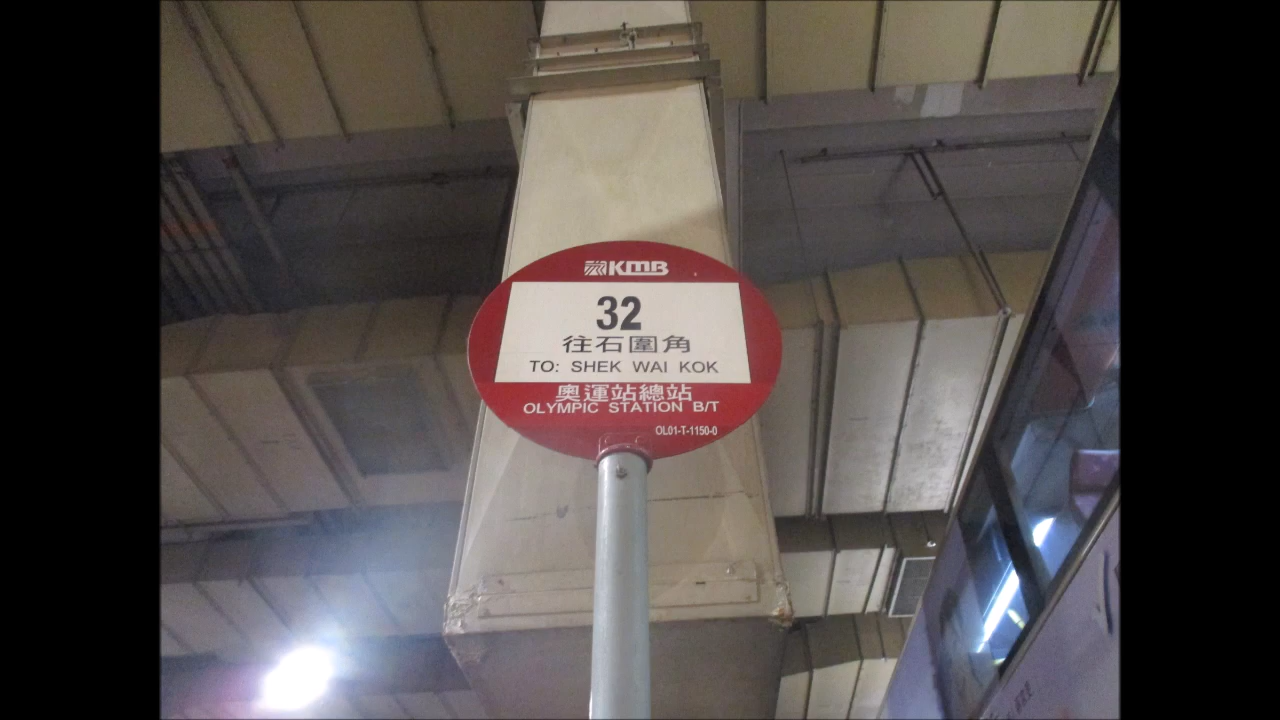 KMB
32
往石圍角
TO: SHEK WAI KOK
奧運站總站
OLYMPIC STATION B/T
OL01-T-1150-0